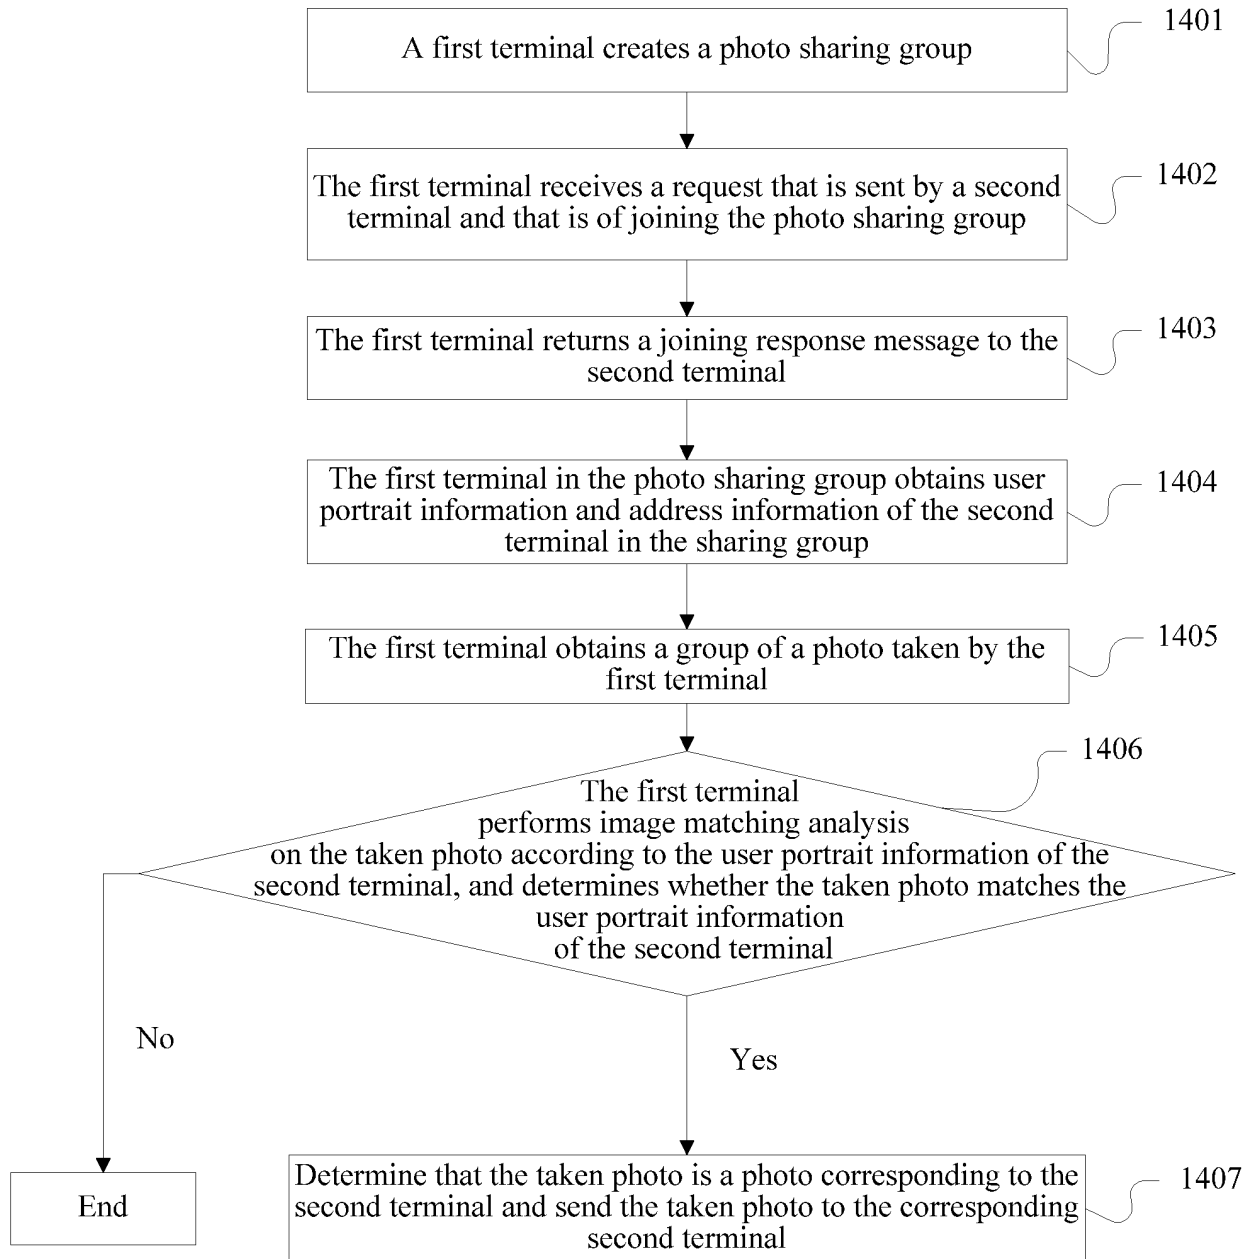 A first terminal creates a photo sharing group
1401
The first terminal receives a request that is sent by a second
terminal and that is of joining the photo sharing group
1402
The first terminal returns a joining response message to the
second terminal
1403
The first terminal in the photo sharing group obtains user
portrait information and address information of the second
terminal in the sharing group
1404
The first terminal obtains a group of a photo taken by the
first terminal
1405
The first terminal
performs image matching analysis
on the taken photo according to the user portrait information of the
second terminal, and determines whether the taken photo matches the
user portrait information
of the second terminal
1406
No
Yes
End
Determine that the taken photo is a photo corresponding to the
second terminal and send the taken photo to the corresponding
second terminal
1407